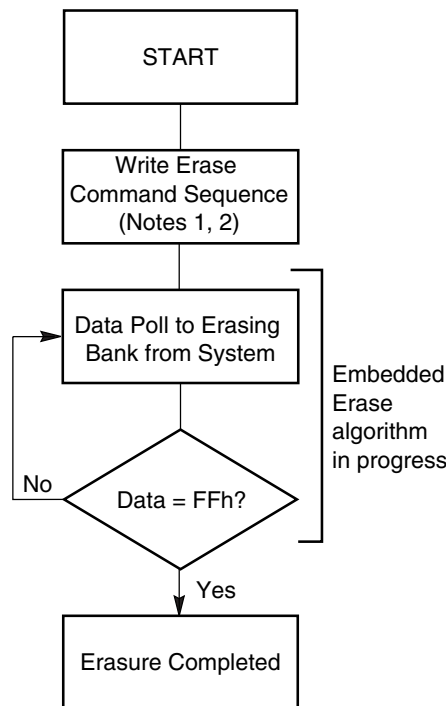 START
Write Erase
Command Sequence
(Notes 1, 2)
Data Poll to Erasing
Bank from System
Embedded
Erase
algorithm
in progress
No
Data = FFh?
Yes
Erasure Completed